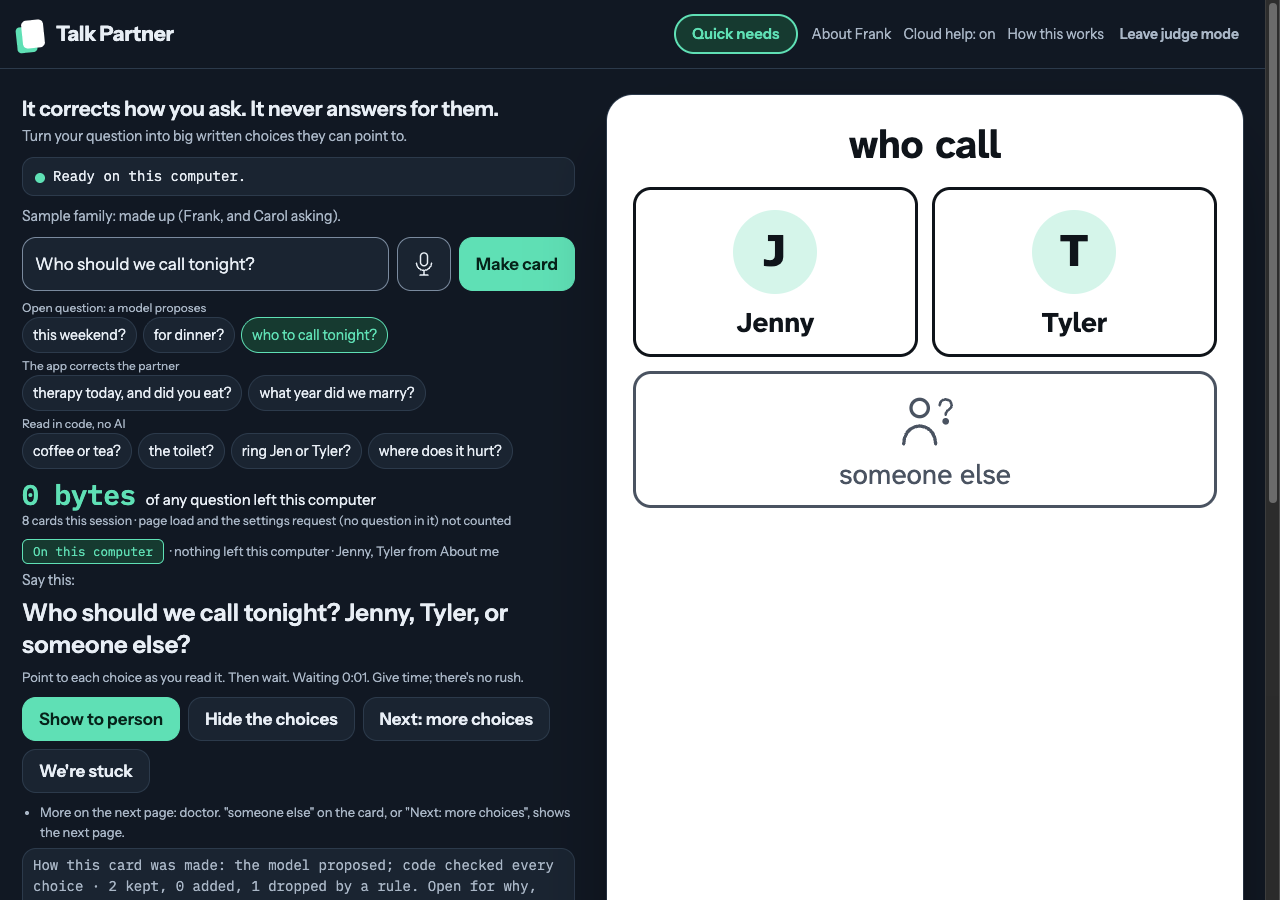 Talk Partner
Quick needs
About Frank
Cloud help: on
How this works
Leave judge mode
It corrects how you ask. It never answers for them.
Turn your question into big written choices they can point to.
Ready on this computer.
Sample family: made up (Frank, and Carol asking).
Who should we call tonight?
Make card
Open question: a model proposes
this weekend?
for dinner?
who to call tonight?
The app corrects the partner
therapy today, and did you eat?
what year did we marry?
Read in code, no AI
coffee or tea?
the toilet?
ring Jen or Tyler?
where does it hurt?
0 bytes of any question left this computer
8 cards this session · page load and the settings request (no question in it) not counted
On this computer · nothing left this computer · Jenny, Tyler from About me
Say this:
Who should we call tonight? Jenny, Tyler, or
someone else?
Point to each choice as you read it. Then wait. Waiting 0:01. Give time; there's no rush.
Show to person
Hide the choices
Next: more choices
We're stuck
• More on the next page: doctor. "someone else" on the card, or "Next: more choices", shows
the next page.
How this card was made: the model proposed; code checked every
choice · 2 kept, 0 added, 1 dropped by a rule. Open for why,
who call
J
Jenny
T
Tyler
?
someone else